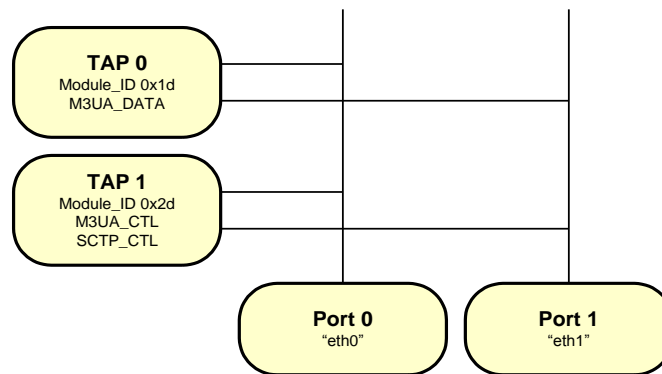 TAP 0
Module_ID 0x1d
M3UA_DATA
TAP 1
Module_ID 0x2d
M3UA_CTL
SCTP_CTL
Port 0
“eth0”
Port 1
“eth1”